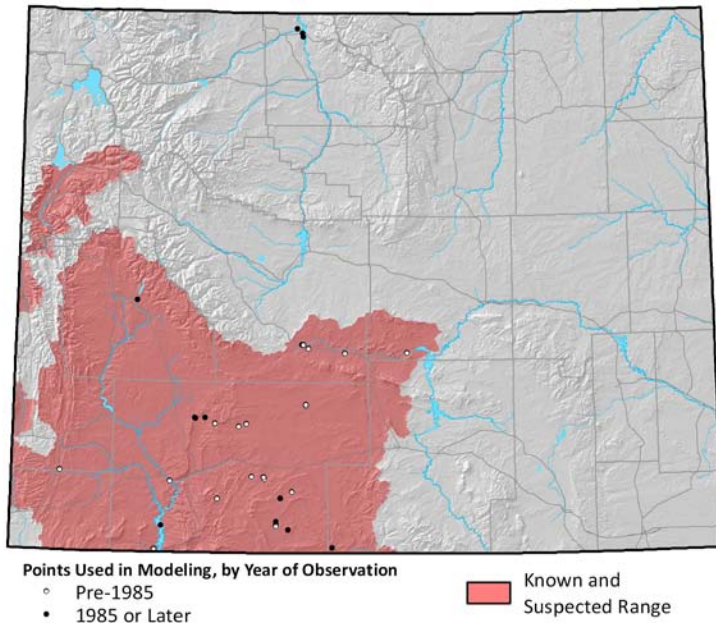 Points Used in Modeling, by Year of Observation
Pre-1985
1985 or Later
Known and
Suspected Range